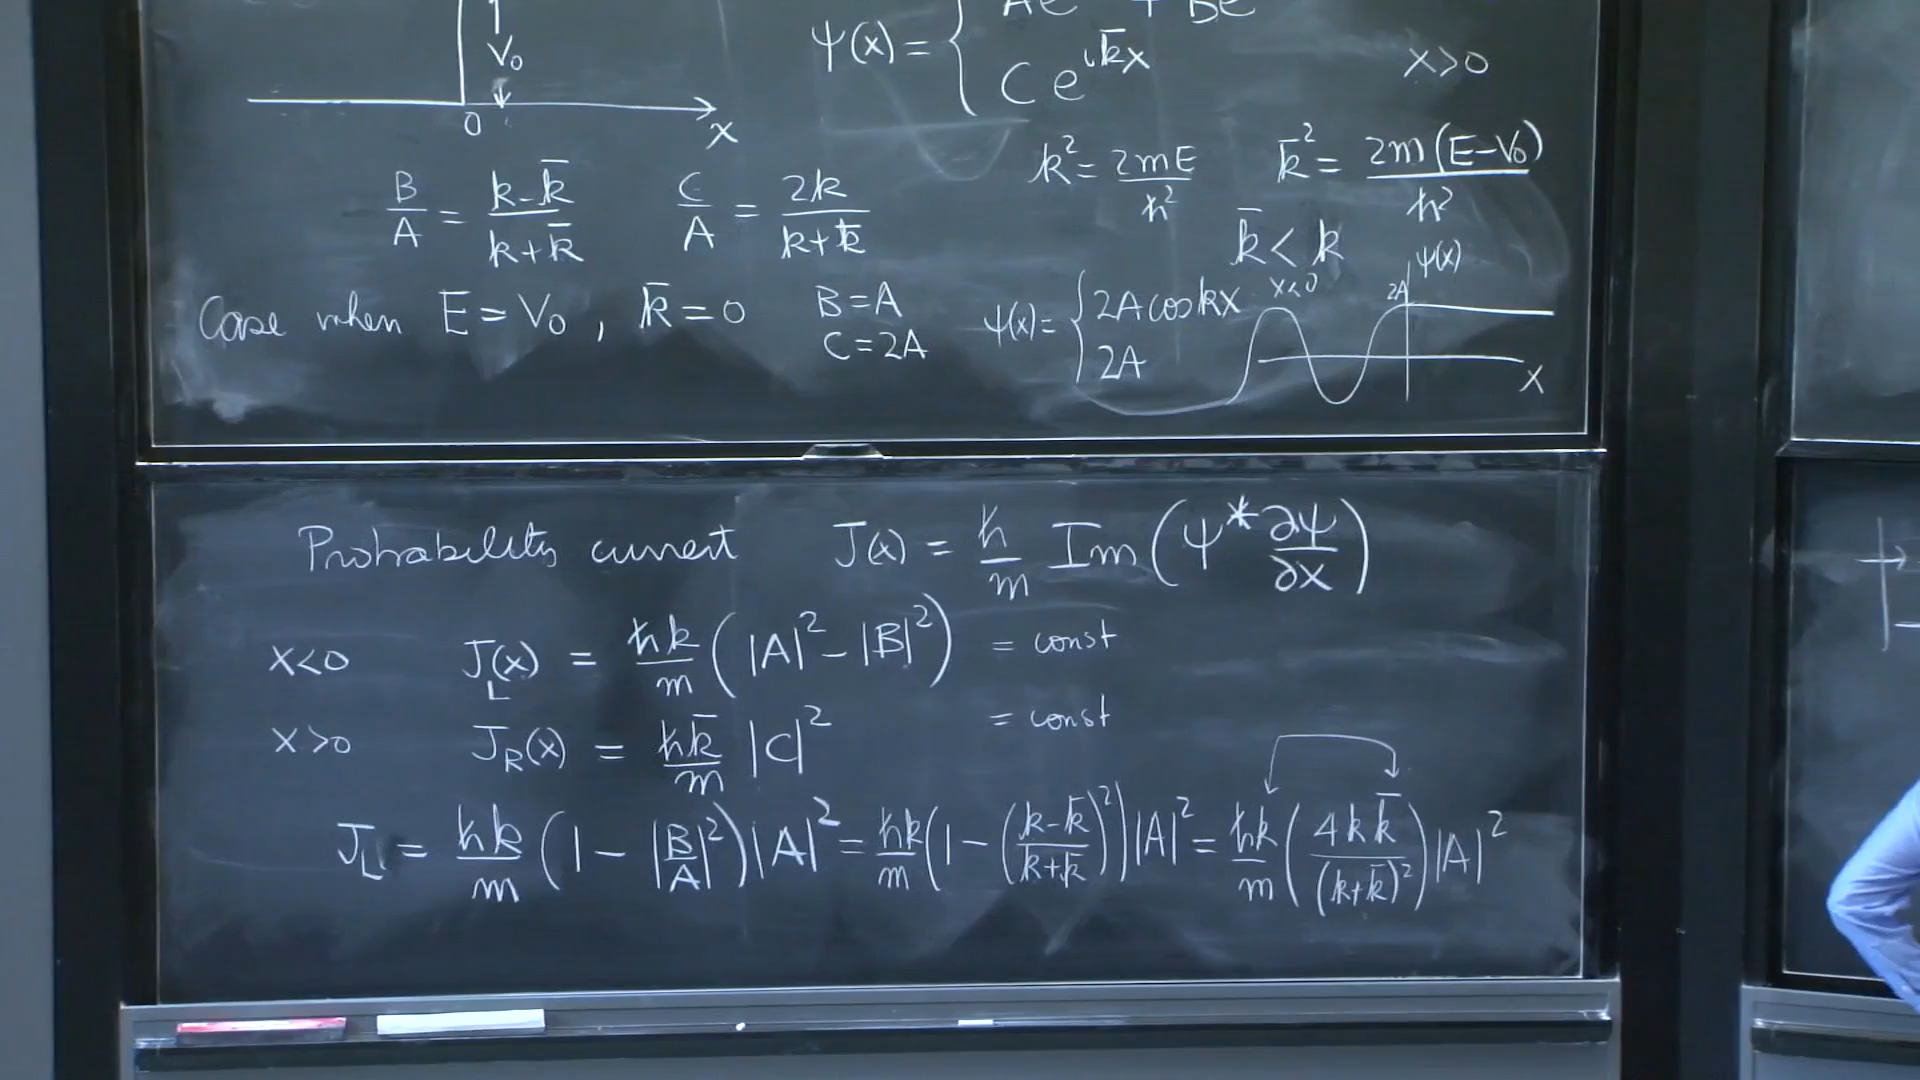 V₀
0 x
ψ(x) = { Ae + Be
C e^{ik̄x} x>0
k² = 2mE/ħ² k̄² = 2m(E-V₀)/ħ²
k̄ < k
B/A = (k-k̄)/(k+k̄) C/A = 2k/(k+k̄)
Case when E = V₀ , k̄ = 0 B = A
C = 2A
ψ(x) = { 2A cos kx x<0
2A
ψ(x)
2A
x
Probability current J(x) = ħ/m Im(ψ* ∂ψ/∂x)
x<0 J_L(x) = ħk/m (|A|² - |B|²) = const
x>0 J_R(x) = ħk̄/m |C|² = const
J_L = ħk/m (1 - |B/A|²)|A|² = ħk/m (1 - ((k-k̄)/(k+k̄))²)|A|² = ħk/m (4kk̄/(k+k̄)²)|A|²